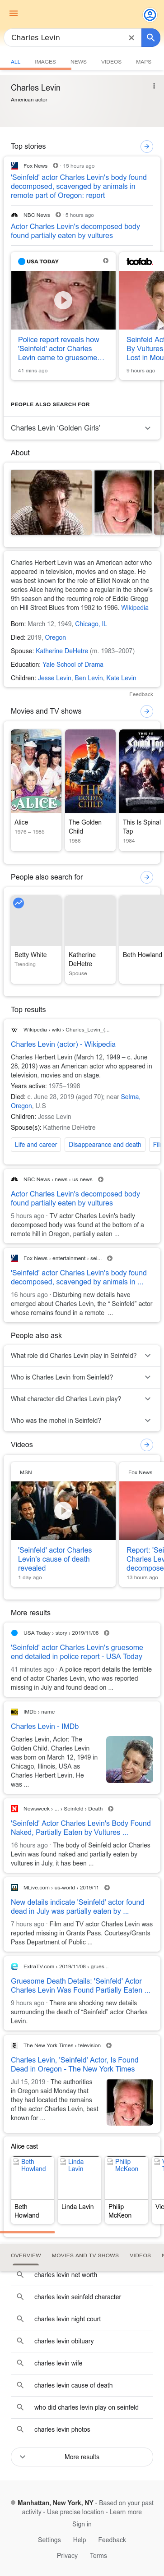 Charles Levin
ALL IMAGES NEWS VIDEOS MAPS
Charles Levin
American actor
Top stories
Fox News 15 hours ago
'Seinfeld' actor Charles Levin's body found
decomposed, scavenged by animals in
remote part of Oregon: report
NBC News 5 hours ago
Actor Charles Levin's decomposed body
found partially eaten by vultures
USA TODAY
Police report reveals how
'Seinfeld' actor Charles
Levin came to gruesome…
41 mins ago
toofab
Seinfeld Act
By Vultures
Lost in Mou
9 hours ago
PEOPLE ALSO SEARCH FOR
Charles Levin 'Golden Girls'
About
Charles Herbert Levin was an American actor who
appeared in television, movies and on stage. He
was best known for the role of Elliot Novak on the
series Alice having become a regular in the show's
ninth season and the recurring role of Eddie Gregg
on Hill Street Blues from 1982 to 1986. Wikipedia
Born: March 12, 1949, Chicago, IL
Died: 2019, Oregon
Spouse: Katherine DeHetre (m. 1983–2007)
Education: Yale School of Drama
Children: Jesse Levin, Ben Levin, Kate Levin
Feedback
Movies and TV shows
Alice
1976 – 1985
The Golden
Child
1986
This Is Spinal
Tap
1984
People also search for
Betty White
Trending
Katherine
DeHetre
Spouse
Beth Howland
Top results
Wikipedia › wiki › Charles_Levin_(...
Charles Levin (actor) - Wikipedia
Charles Herbert Levin (March 12, 1949 – c. June
28, 2019) was an American actor who appeared in
television, movies and on stage.
Years active: 1975–1998
Died: c. June 28, 2019 (aged 70); near Selma,
Oregon, U.S
Children: Jesse Levin
Spouse(s): Katherine DeHetre
Life and career Disappearance and death Fil
NBC News › news › us-news
Actor Charles Levin's decomposed body
found partially eaten by vultures
5 hours ago · TV actor Charles Levin's badly
decomposed body was found at the bottom of a
remote hill in Oregon, partially eaten ...
Fox News › entertainment › sei...
'Seinfeld' actor Charles Levin's body found
decomposed, scavenged by animals in ...
16 hours ago · Disturbing new details have
emerged about Charles Levine, the “ Seinfeld” actor
whose remains were found in a remote ...
People also ask
What role did Charles Levin play in Seinfeld?
Who is Charles Levin from Seinfeld?
What character did Charles Levin play?
Who was the mohel in Seinfeld?
Videos
MSN
'Seinfeld' actor Charles
Levin's cause of death
revealed
1 day ago
Fox News
Report: 'Sei
Charles Lev
decompose
13 hours ago
More results
USA Today › story › 2019/11/08
'Seinfeld' actor Charles Levin's gruesome
end detailed in police report - USA Today
41 minutes ago · A police report details the terrible
end of actor Charles Levin, who was reported
missing in July and found dead on ...
IMDb › name
Charles Levin - IMDb
Charles Levin, Actor: The
Golden Child. Charles Levin
was born on March 12, 1949 in
Chicago, Illinois, USA as
Charles Herbert Levin. He
was ...
Newsweek › ... › Seinfeld › Death
'Seinfeld' Actor Charles Levin's Body Found
Naked, Partially Eaten by Vultures ...
16 hours ago · The body of Seinfeld actor Charles
Levin was found naked and partially eaten by
vultures in July, it has been ...
MLive.com › us-world › 2019/11
New details indicate 'Seinfeld' actor found
dead in July was partially eaten by ...
7 hours ago · Film and TV actor Charles Levin was
reported missing in Grants Pass. Courtesy/Grants
Pass Department of Public ...
ExtraTV.com › 2019/11/08 › grues...
Gruesome Death Details: 'Seinfeld' Actor
Charles Levin Was Found Partially Eaten ...
9 hours ago · There are shocking new details
surrounding the death of “Seinfeld” actor Charles
Levin.
The New York Times › television
Charles Levin, 'Seinfeld' Actor, Is Found
Dead in Oregon - The New York Times
Jul 15, 2019 · The authorities
in Oregon said Monday that
they had located the remains
of the actor Charles Levin, best
known for ...
Alice cast
Beth
Howland
Linda
Lavin
Philip
McKeon
Beth
Howland
Linda Lavin
Philip
McKeon
Vic
OVERVIEW MOVIES AND TV SHOWS VIDEOS
charles levin net worth
charles levin seinfeld character
charles levin night court
charles levin obituary
charles levin wife
charles levin cause of death
who did charles levin play on seinfeld
charles levin photos
More results
Manhattan, New York, NY - Based on your past
activity - Use precise location - Learn more
Sign in
Settings Help Feedback
Privacy Terms